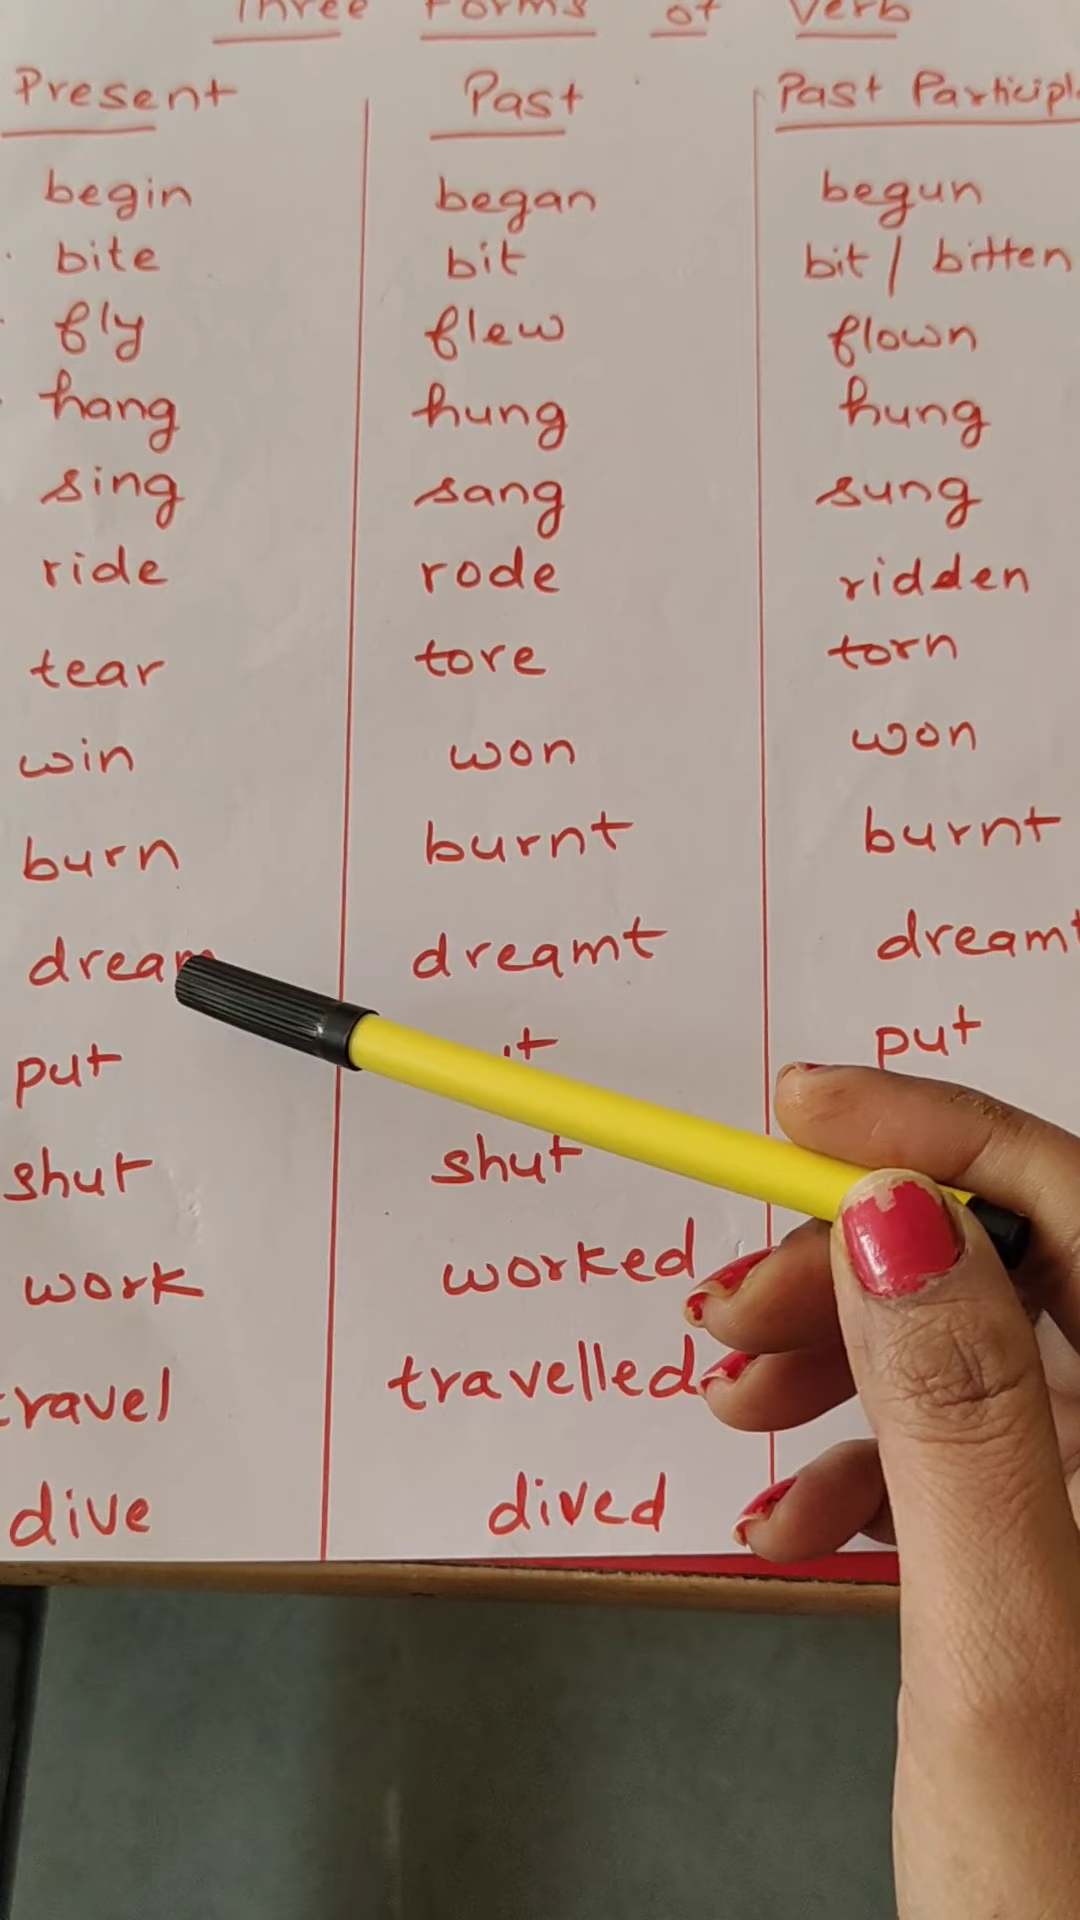 Three Forms of Verb
Present Past Past Participl
begin began begun
bite bit bit / bitten
fly flew flown
hang hung hung
sing sang sung
ride rode ridden
tear tore torn
win won won
burn burnt burnt
dream dreamt dreamt
put put
shut shut
work worked
travel travelled
dive dived